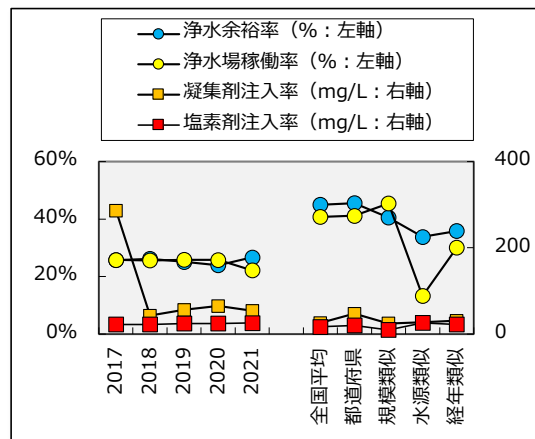 浄水余裕率（%：左軸）
浄水場稼働率（%：左軸）
凝集剤注入率（mg/L：右軸）
塩素剤注入率（mg/L：右軸）
60%
40%
20%
0%
400
200
0
2017
2018
2019
2020
2021
全国平均
都道府県
規模類似
水源類似
経年類似